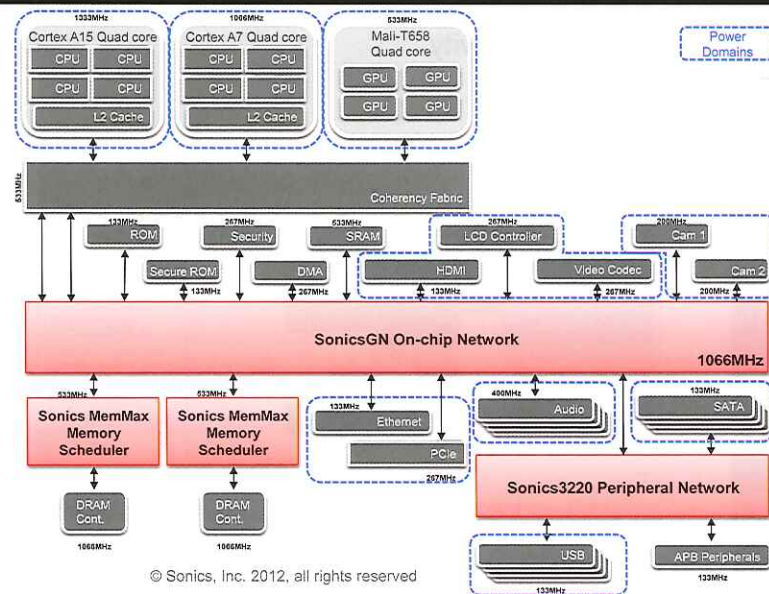 1333MHz
1066MHz
533MHz
Cortex A15 Quad core
Cortex A7 Quad core
Mali-T658
Quad core
Power
Domains
CPU CPU
CPU CPU
L2 Cache
CPU CPU
CPU CPU
L2 Cache
GPU GPU
GPU GPU
533MHz
Coherency Fabric
133MHz
ROM
267MHz
Security
533MHz
SRAM
267MHz
LCD Controller
200MHz
Cam 1
Secure ROM
133MHz
DMA
267MHz
HDMI
133MHz
Video Codec
267MHz
Cam 2
200MHz
SonicsGN On-chip Network
1066MHz
533MHz
Sonics MemMax
Memory
Scheduler
533MHz
Sonics MemMax
Memory
Scheduler
133MHz
Ethernet
PCIe
267MHz
400MHz
Audio
133MHz
SATA
Sonics3220 Peripheral Network
DRAM
Cont.
1066MHz
DRAM
Cont.
1066MHz
USB
133MHz
APB Peripherals
133MHz
© Sonics, Inc. 2012, all rights reserved